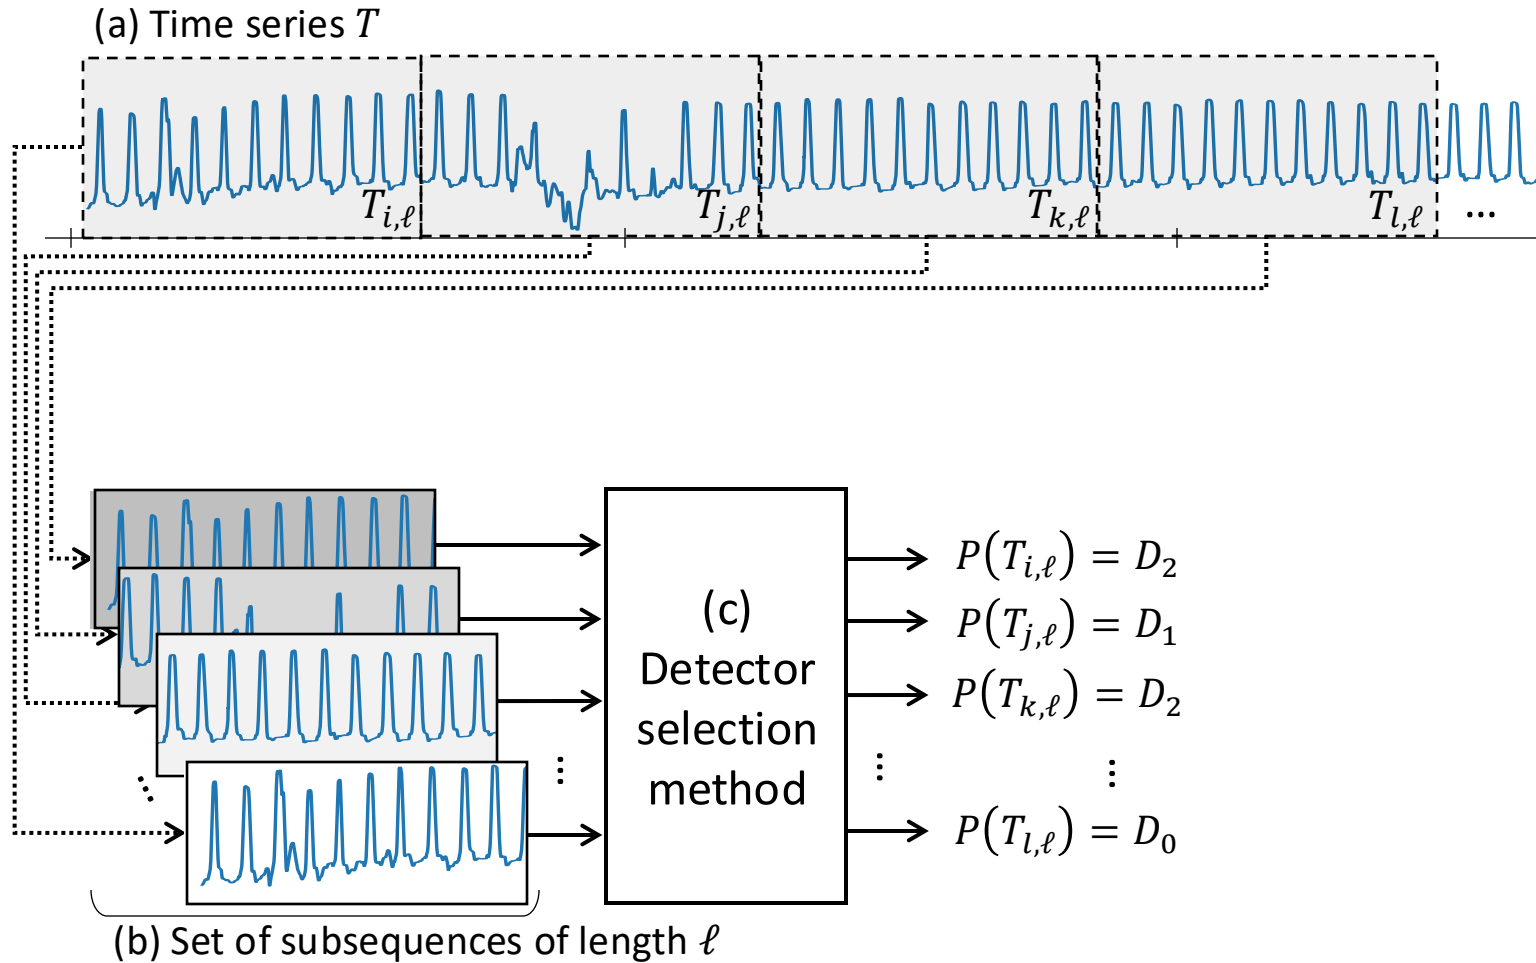 (a) Time series T
T_{i,ℓ}
T_{j,ℓ}
T_{k,ℓ}
T_{l,ℓ}
...
(c)
Detector
selection
method
P(T_{i,ℓ}) = D_2
P(T_{j,ℓ}) = D_1
P(T_{k,ℓ}) = D_2
P(T_{l,ℓ}) = D_0
(b) Set of subsequences of length ℓ